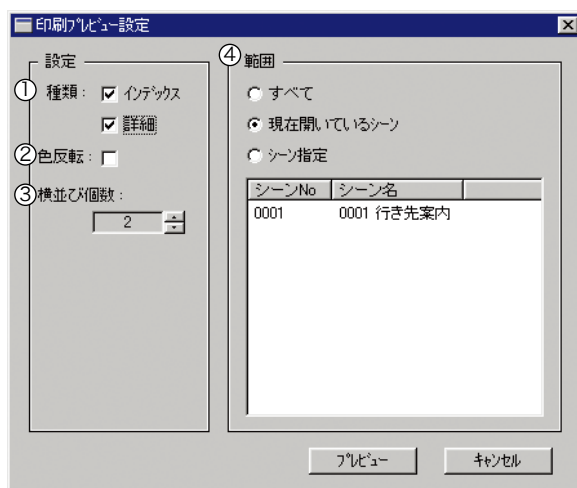 印刷ﾌﾟﾚﾋﾞｭｰ設定
設定
① 種類： インデックス
詳細
② 色反転：
③ 横並び個数：
2
④ 範囲
すべて
現在開いているシーン
シーン指定
シーンNo シーン名
0001 0001 行き先案内
ﾌﾟﾚﾋﾞｭｰ ｷｬﾝｾﾙ